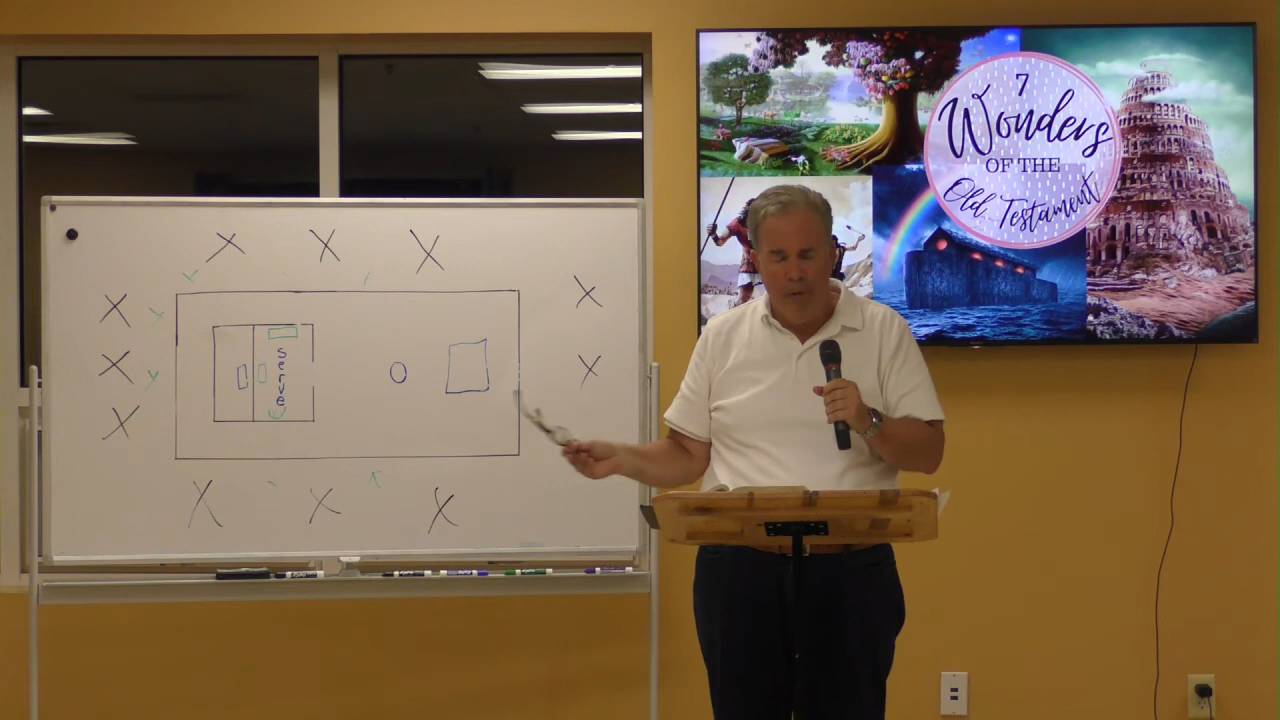 X X X
X
X
X
X
X
serve
X X X
7
Wonders
OF THE
Old Testament